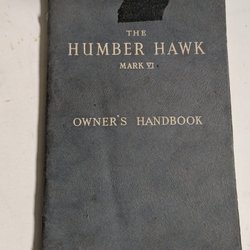 THE
HUMBER HAWK
MARK VI
OWNER'S HANDBOOK